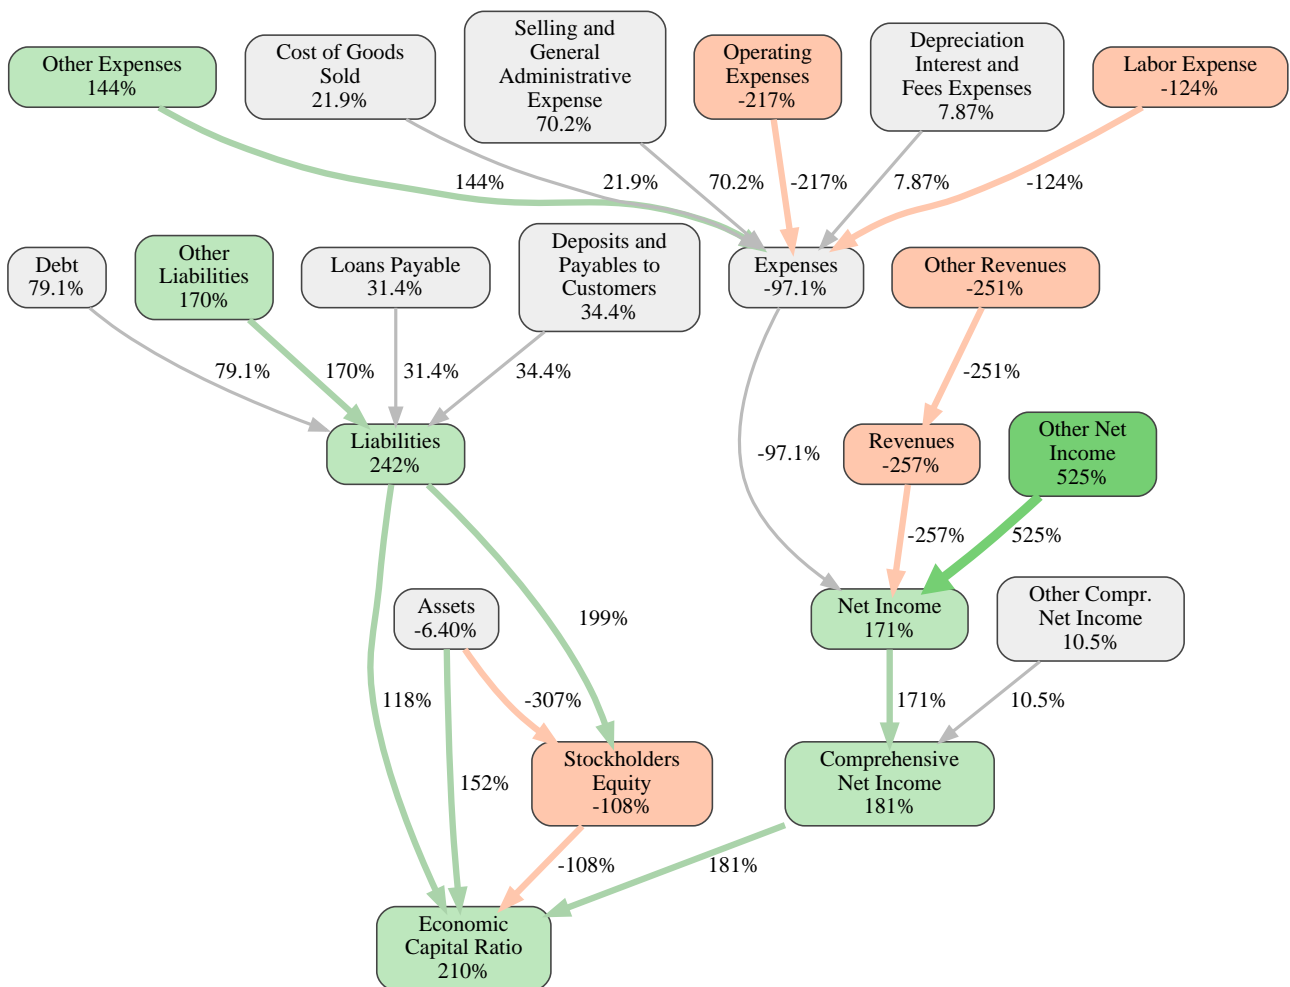 Other Expenses
144%
Cost of Goods
Sold
21.9%
Selling and
General
Administrative
Expense
70.2%
Operating
Expenses
-217%
Depreciation
Interest and
Fees Expenses
7.87%
Labor Expense
-124%
144%
21.9%
70.2%
-217%
7.87%
-124%
Debt
79.1%
Other
Liabilities
170%
Loans Payable
31.4%
Deposits and
Payables to
Customers
34.4%
Expenses
-97.1%
Other Revenues
-251%
79.1%
170%
31.4%
34.4%
-251%
Liabilities
242%
-97.1%
Revenues
-257%
Other Net
Income
525%
-257%
525%
Assets
-6.40%
199%
Net Income
171%
Other Compr.
Net Income
10.5%
118%
-307%
171%
10.5%
152%
Stockholders
Equity
-108%
Comprehensive
Net Income
181%
-108%
181%
Economic
Capital Ratio
210%